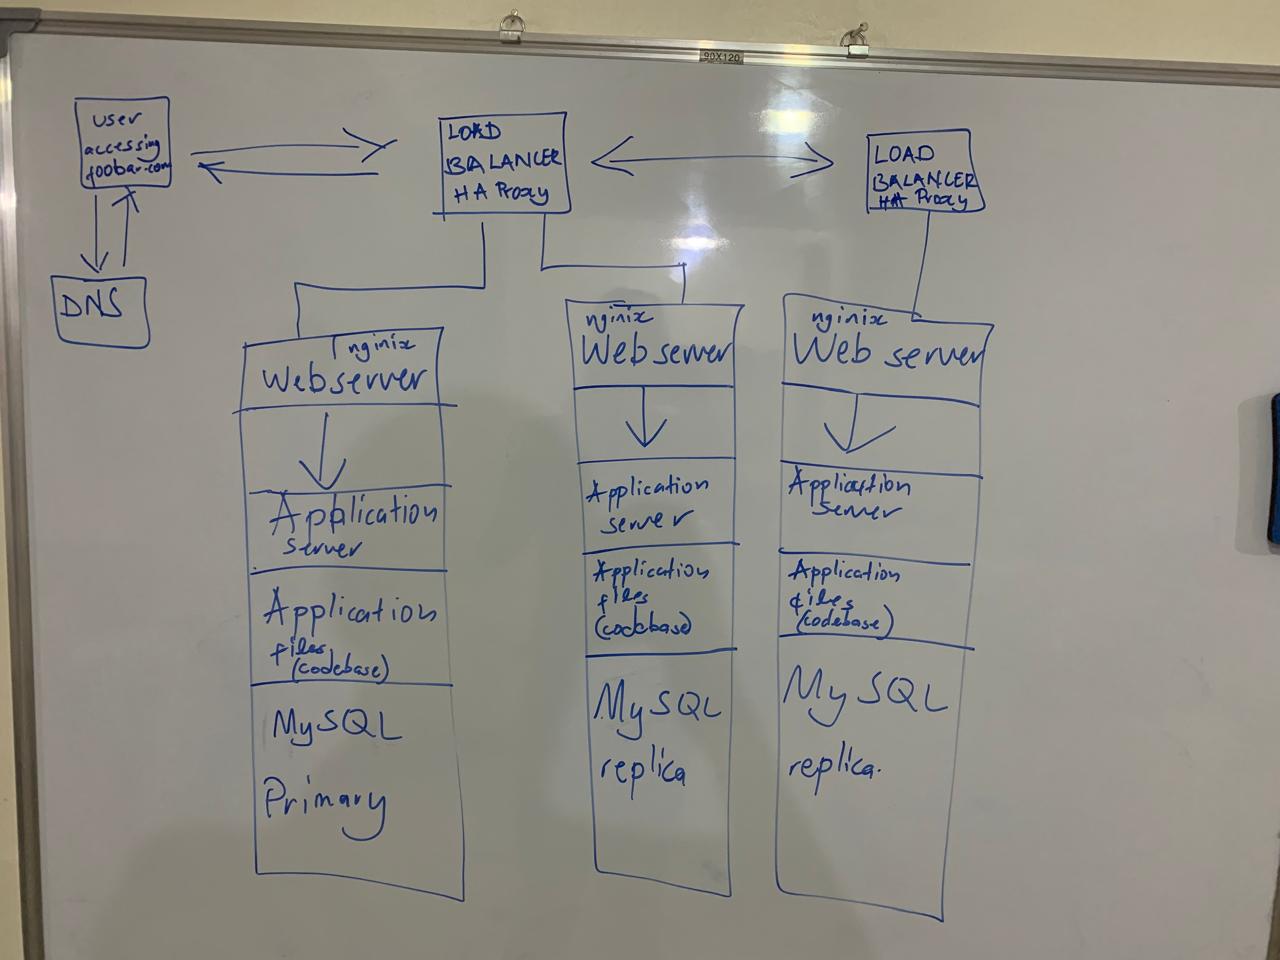 90X120
user
accessing
foobar.com
DNS
LOAD
BALANCER
HA Proxy
LOAD
BALANCER
HA Proxy
nginix
Webserver
Application
server
Application
files
(codebase)
MySQL
Primary
nginix
Web server
Application
server
Application
files
(codebase)
MySQL
replica
nginix
Web server
Application
server
Application
files
(codebase)
MySQL
replica.